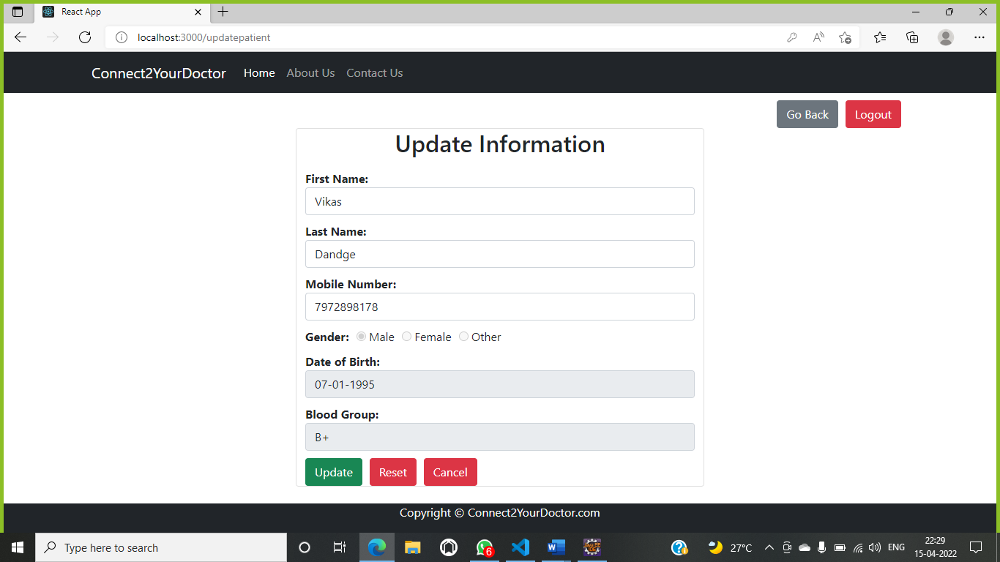 React App
localhost:3000/updatepatient
Connect2YourDoctor Home About Us Contact Us
Go Back Logout
Update Information
First Name:
Vikas
Last Name:
Dandge
Mobile Number:
7972898178
Gender: Male Female Other
Date of Birth:
07-01-1995
Blood Group:
B+
Update Reset Cancel
Copyright © Connect2YourDoctor.com
Type here to search
6
27°C
ENG
22:29
15-04-2022